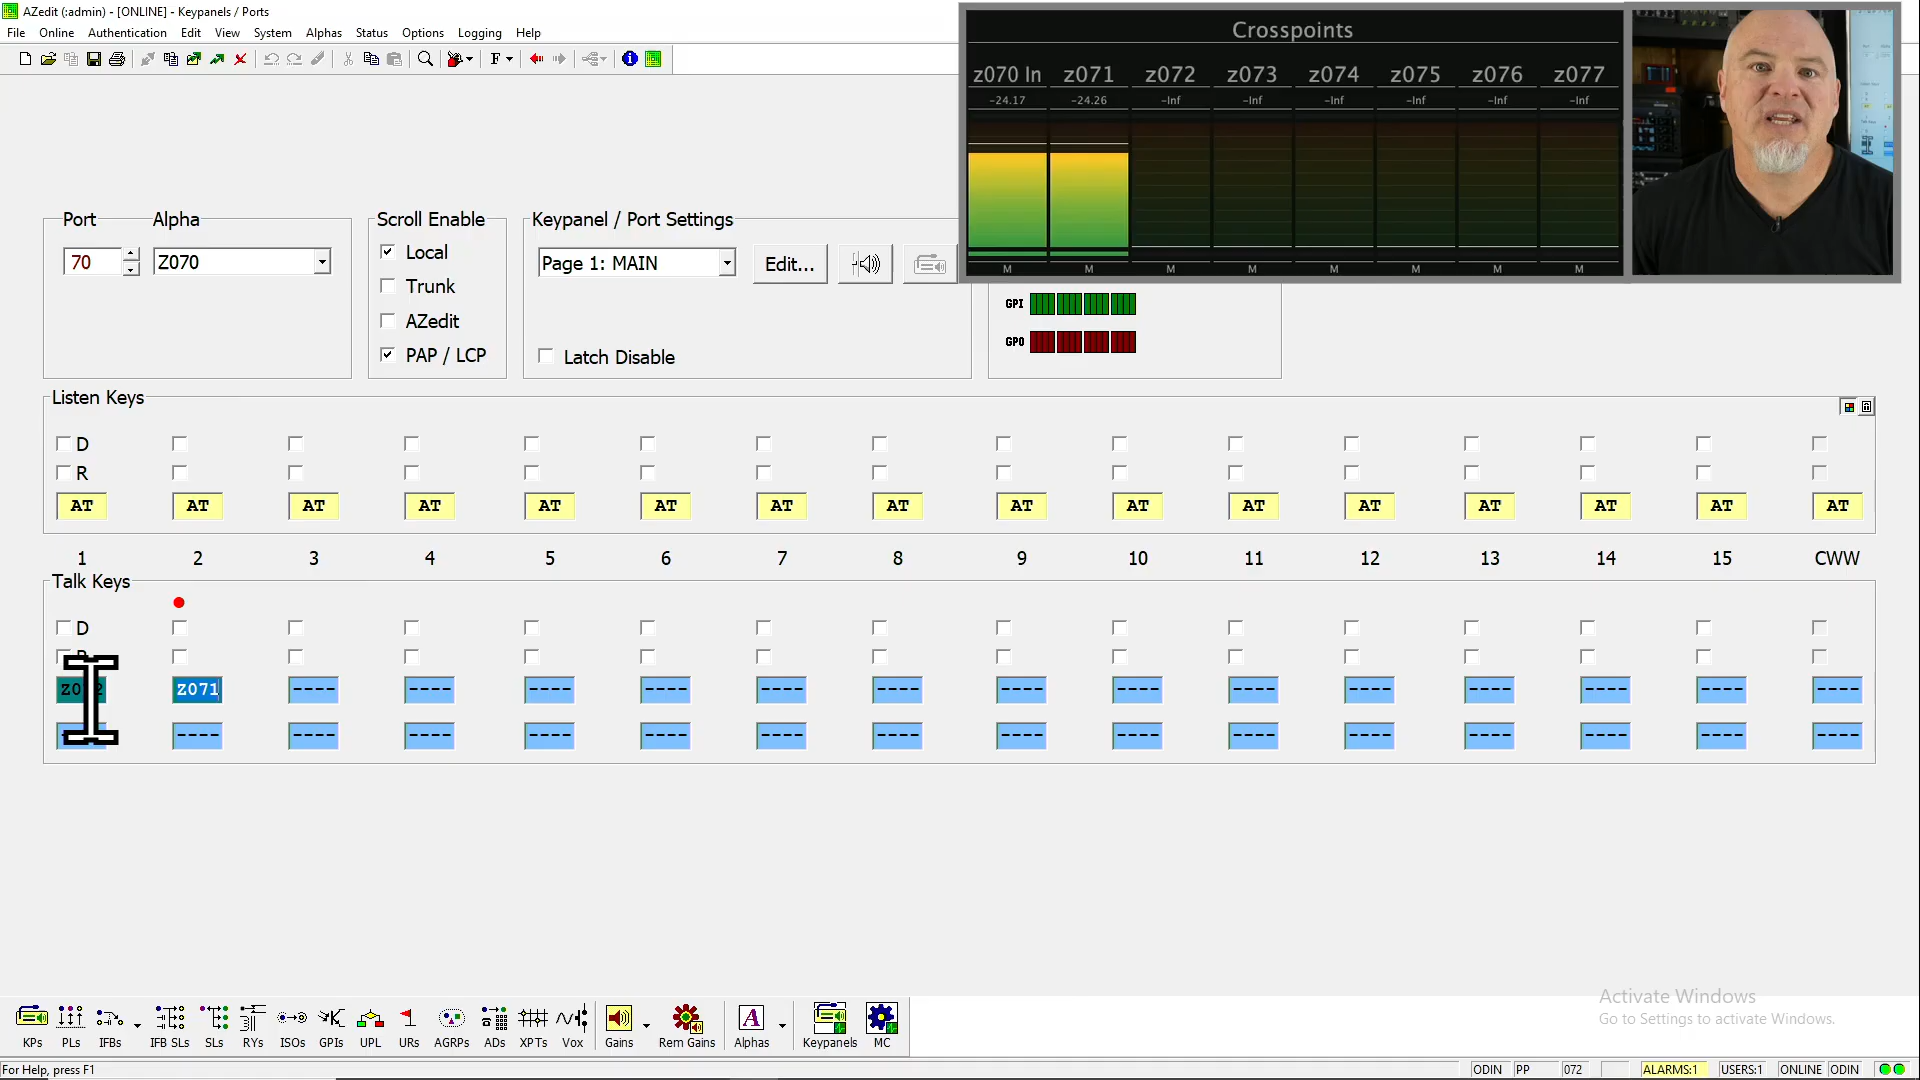 AZedit (:admin) - [ONLINE] - Keypanels / Ports
File Online Authentication Edit View System Alphas Status Options Logging Help
F
Crosspoints
z070 In z071 z072 z073 z074 z075 z076 z077
-24.17 -24.26 -Inf -Inf -Inf -Inf -Inf -Inf
M M M M M M M M
Port Alpha Scroll Enable Keypanel / Port Settings
70 Z070 Local Page 1: MAIN Edit...
Trunk
GPI
AZedit
GPO
PAP / LCP Latch Disable
Listen Keys
D
R
AT AT AT AT AT AT AT AT AT AT AT AT AT AT AT AT
1 2 3 4 5 6 7 8 9 10 11 12 13 14 15 CWW
Talk Keys
D
Z071 ---- ---- ---- ---- ---- ---- ---- ---- ---- ---- ---- ---- ---- ----
---- ---- ---- ---- ---- ---- ---- ---- ---- ---- ---- ---- ---- ---- ----
Activate Windows
Go to Settings to activate Windows.
KPs PLs IFBs IFB SLs SLs RYs ISOs GPIs UPL URs AGRPs ADs XPTs Vox Gains Rem Gains Alphas Keypanels MC
For Help, press F1 ODIN PP 072 ALARMS:1 USERS:1 ONLINE ODIN